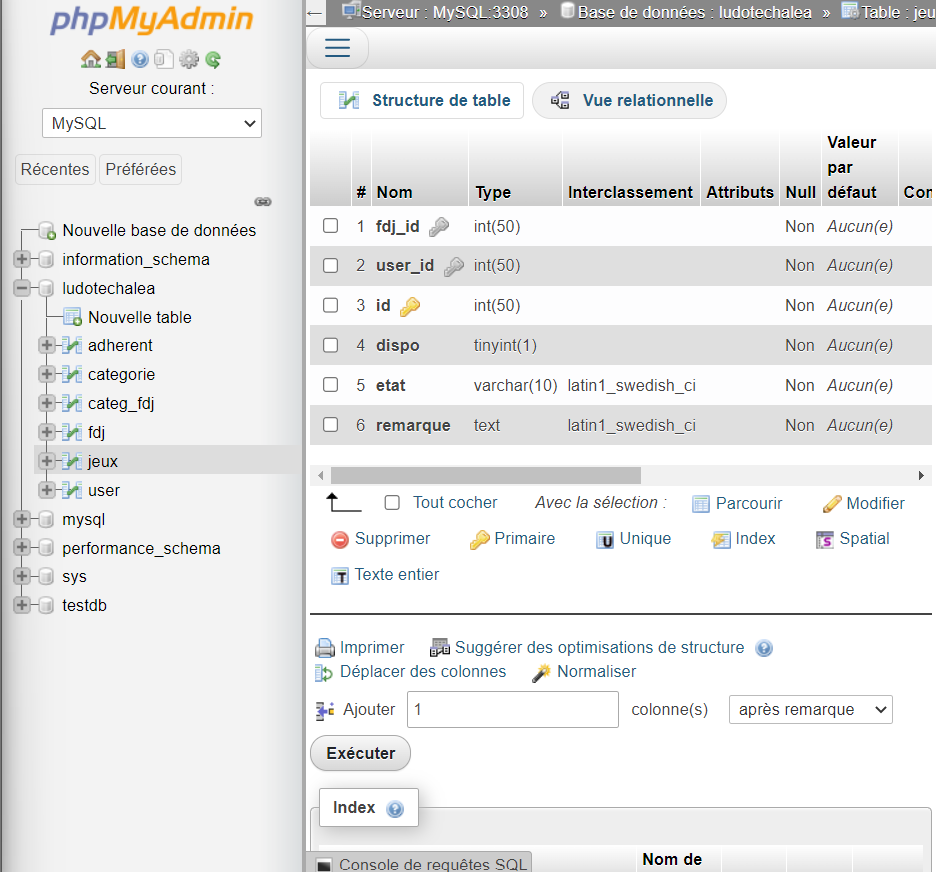 phpMyAdmin
Serveur courant :
MySQL
Récentes Préférées
Nouvelle base de données
information_schema
ludotechalea
Nouvelle table
adherent
categorie
categ_fdj
fdj
jeux
user
mysql
performance_schema
sys
testdb
← Serveur : MySQL:3308 » Base de données : ludotechalea » Table : jeu
Structure de table Vue relationnelle
# Nom Type Interclassement Attributs Null Valeur par défaut Con
1 fdj_id int(50) Non Aucun(e)
2 user_id int(50) Non Aucun(e)
3 id int(50) Non Aucun(e)
4 dispo tinyint(1) Non Aucun(e)
5 etat varchar(10) latin1_swedish_ci Non Aucun(e)
6 remarque text latin1_swedish_ci Non Aucun(e)
Tout cocher Avec la sélection : Parcourir Modifier
Supprimer Primaire Unique Index Spatial
Texte entier
Imprimer Suggérer des optimisations de structure
Déplacer des colonnes Normaliser
Ajouter 1 colonne(s) après remarque
Exécuter
Index
Nom de
Console de requêtes SQL